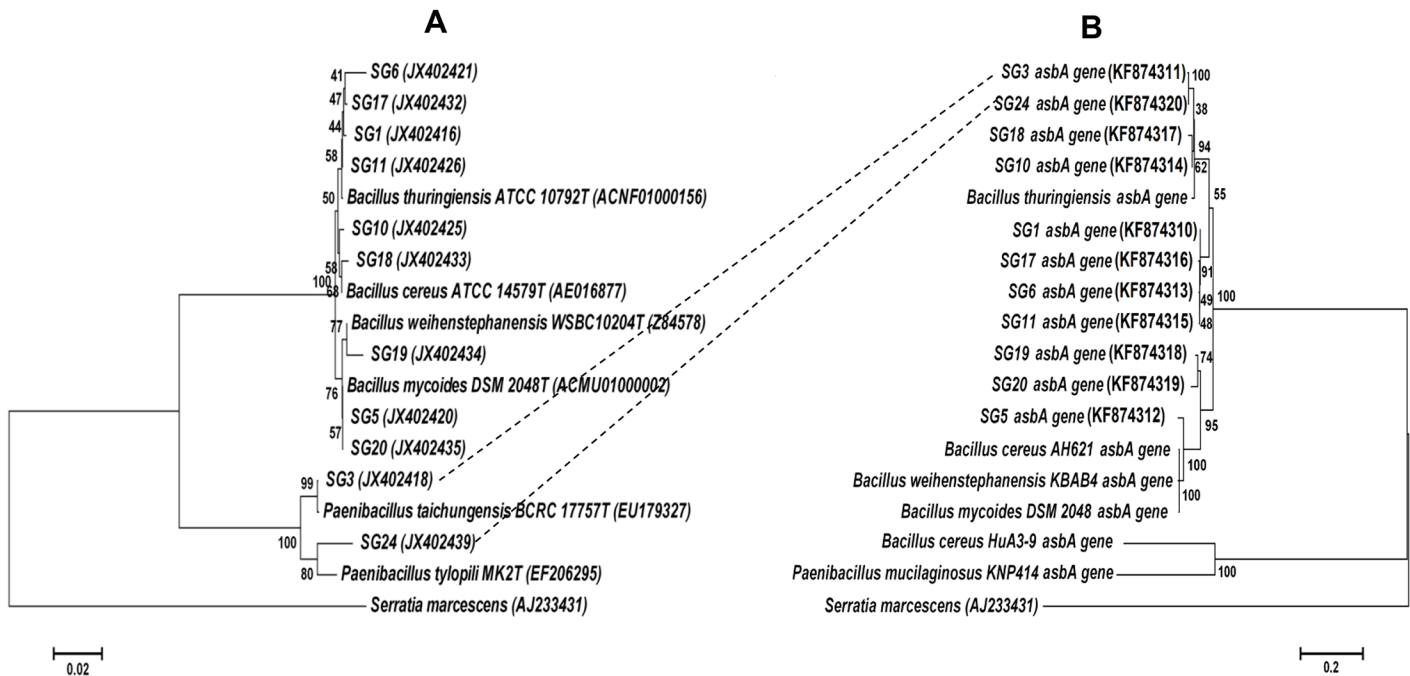 A
41
SG6 (JX402421)
47
SG17 (JX402432)
44
SG1 (JX402416)
58
SG11 (JX402426)
50
Bacillus thuringiensis ATCC 10792T (ACNF01000156)
SG10 (JX402425)
58
SG18 (JX402433)
100
68
Bacillus cereus ATCC 14579T (AE016877)
77
Bacillus weihenstephanensis WSBC10204T (Z84578)
SG19 (JX402434)
76
Bacillus mycoides DSM 2048T (ACMU01000002)
SG5 (JX402420)
57
SG20 (JX402435)
99
SG3 (JX402418)
Paenibacillus taichungensis BCRC 17757T (EU179327)
100
SG24 (JX402439)
80
Paenibacillus tylopili MK2T (EF206295)
Serratia marcescens (AJ233431)
0.02
B
SG3 asbA gene (KF874311)
100
SG24 asbA gene (KF874320)
38
SG18 asbA gene (KF874317)
94
SG10 asbA gene (KF874314)
62
Bacillus thuringiensis asbA gene
55
SG1 asbA gene (KF874310)
SG17 asbA gene (KF874316)
91
SG6 asbA gene (KF874313)
49
100
SG11 asbA gene (KF874315)
48
SG19 asbA gene (KF874318)
74
SG20 asbA gene (KF874319)
SG5 asbA gene (KF874312)
95
Bacillus cereus AH621 asbA gene
100
Bacillus weihenstephanensis KBAB4 asbA gene
100
Bacillus mycoides DSM 2048 asbA gene
Bacillus cereus HuA3-9 asbA gene
Paenibacillus mucilaginosus KNP414 asbA gene
100
Serratia marcescens (AJ233431)
0.2